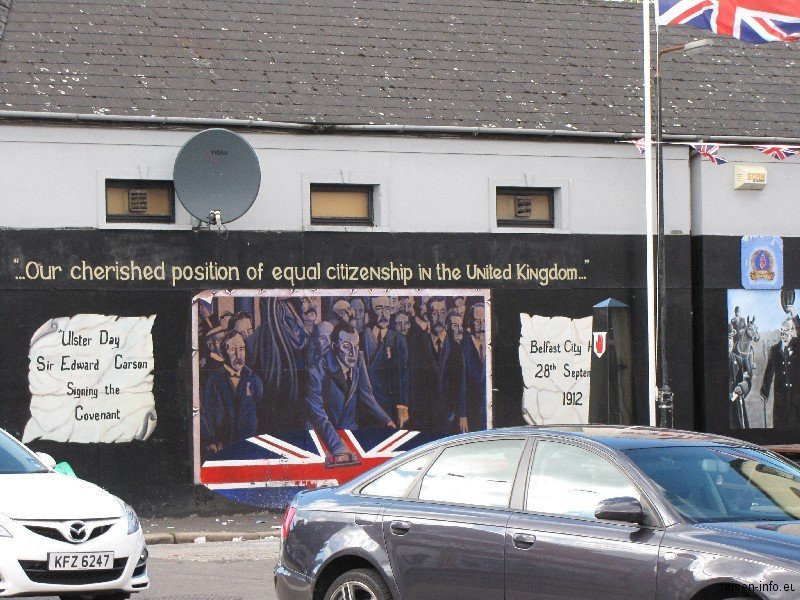 "...Our cherished position of equal citizenship in the United Kingdom..."
Ulster Day
Sir Edward Carson
Signing the
Covenant
Belfast City H
28th Septem
1912
KFZ 6247